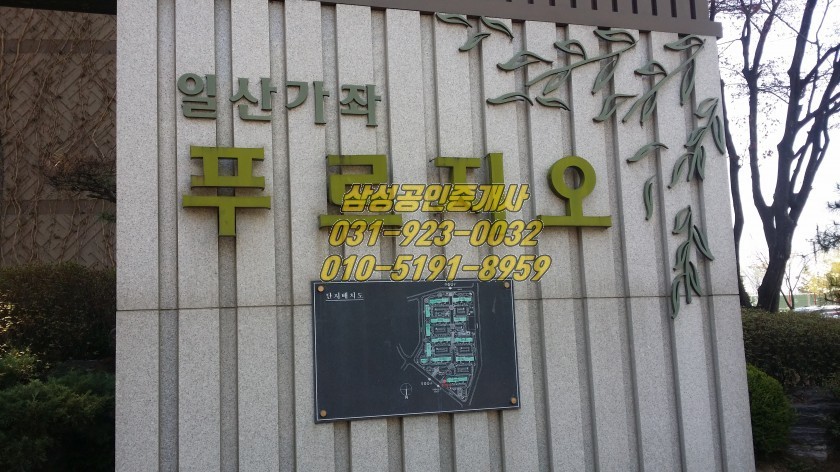 일산가좌
푸르지오
삼성공인중개사
031-923-0032
010-5191-8959
단지배치도